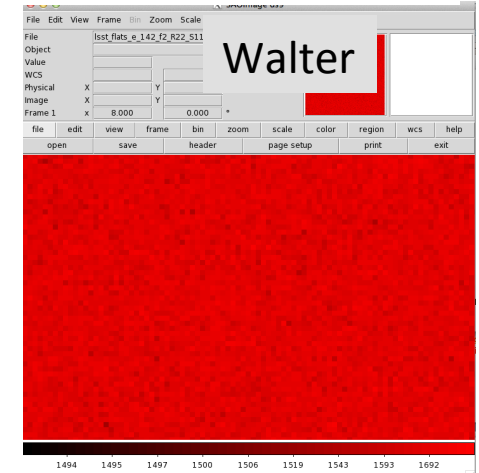 SAOImage ds9
File Edit View Frame Bin Zoom Scale
Walter
File lsst_flats_e_142_f2_R22_S11
Object
Value
WCS
Physical X Y
Image X Y
Frame 1 x 8.000 0.000 °
file edit view frame bin zoom scale color region wcs help
open save header page setup print exit
1494 1495 1497 1500 1506 1519 1543 1593 1692